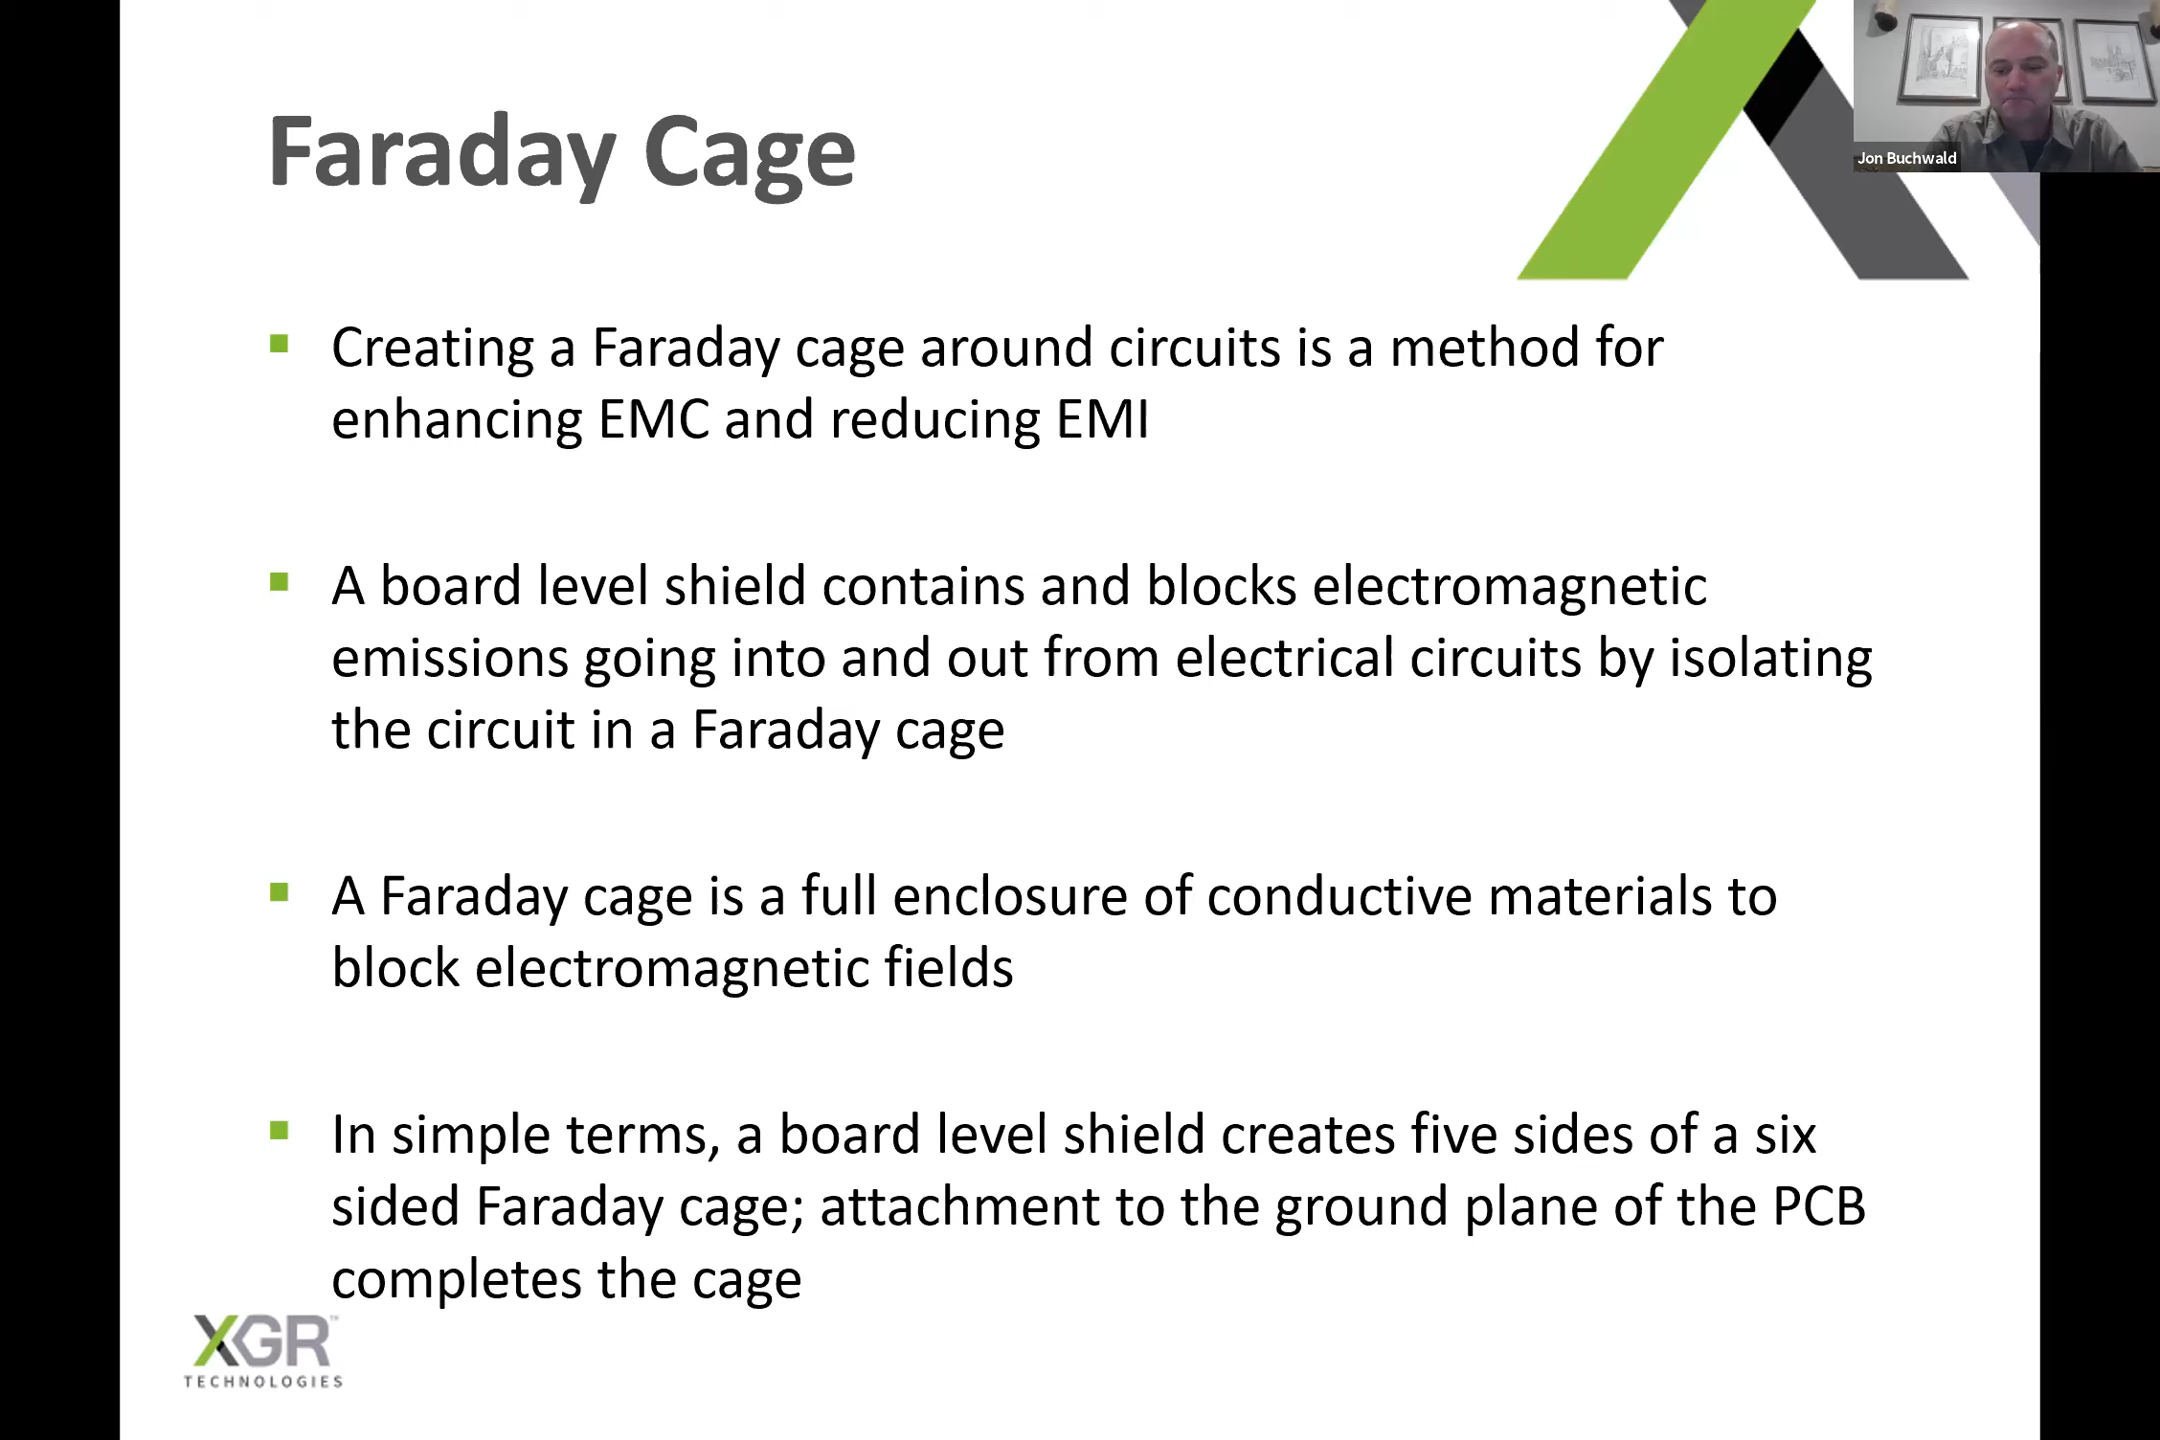 Faraday Cage
Jon Buchwald
Creating a Faraday cage around circuits is a method for
enhancing EMC and reducing EMI
A board level shield contains and blocks electromagnetic
emissions going into and out from electrical circuits by isolating
the circuit in a Faraday cage
A Faraday cage is a full enclosure of conductive materials to
block electromagnetic fields
In simple terms, a board level shield creates five sides of a six
sided Faraday cage; attachment to the ground plane of the PCB
completes the cage
XGR™
TECHNOLOGIES